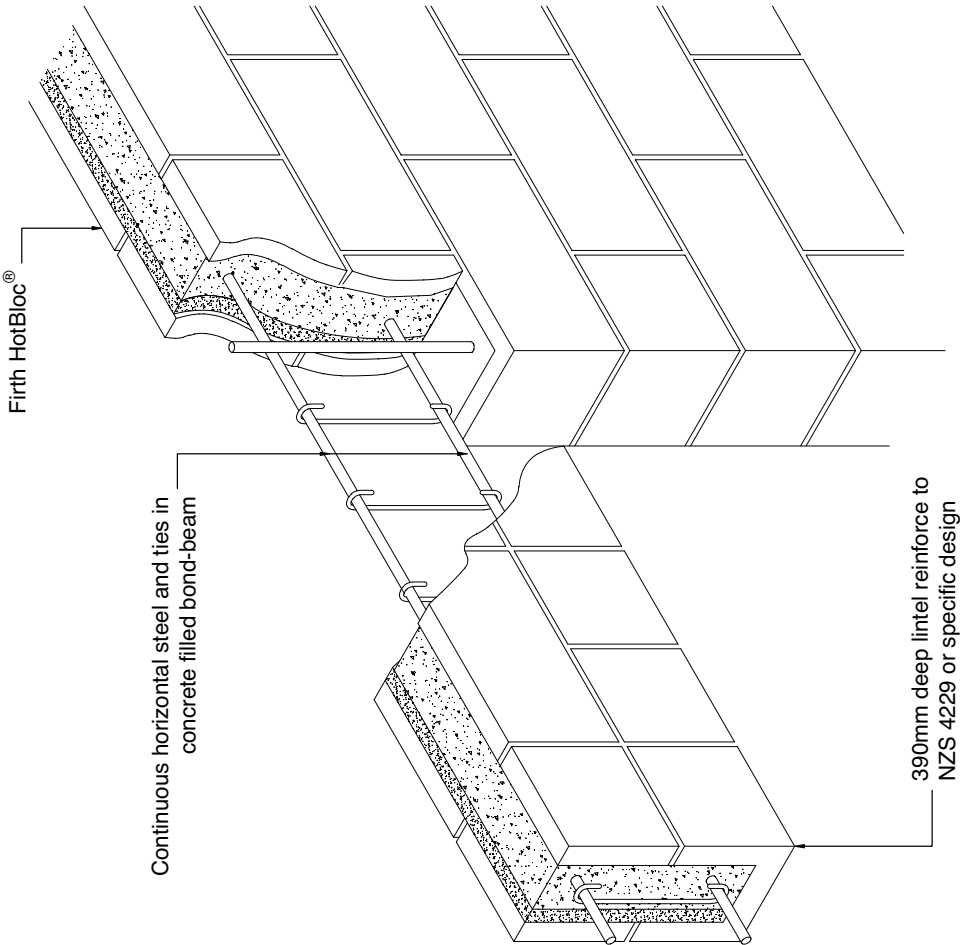 Firth HotBloc®
Continuous horizontal steel and ties in
concrete filled bond-beam
390mm deep lintel reinforce to
NZS 4229 or specific design